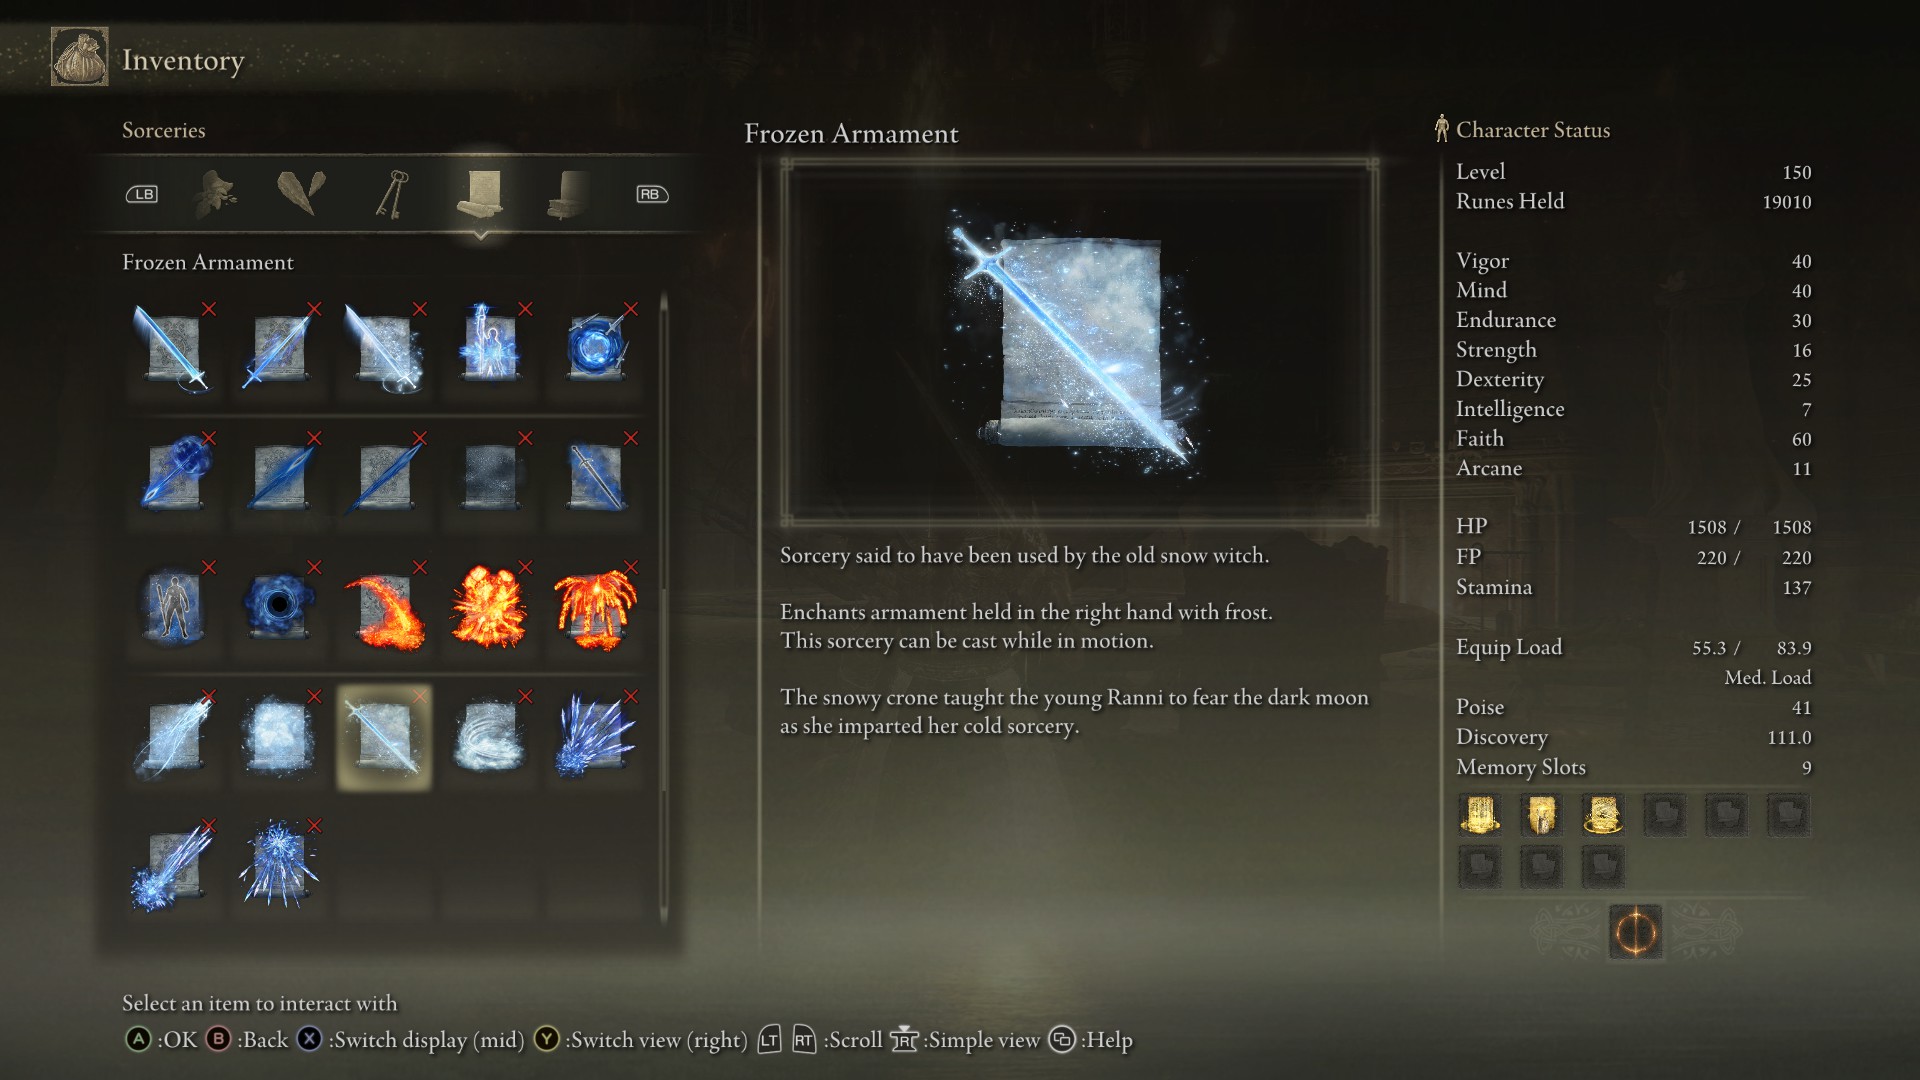 Inventory
Sorceries
LB
RB
Frozen Armament
Frozen Armament
Sorcery said to have been used by the old snow witch.
Enchants armament held in the right hand with frost.
This sorcery can be cast while in motion.
The snowy crone taught the young Ranni to fear the dark moon
as she imparted her cold sorcery.
Character Status
Level 150
Runes Held 19010
Vigor 40
Mind 40
Endurance 30
Strength 16
Dexterity 25
Intelligence 7
Faith 60
Arcane 11
HP 1508 / 1508
FP 220 / 220
Stamina 137
Equip Load 55.3 / 83.9
Med. Load
Poise 41
Discovery 111.0
Memory Slots 9
Select an item to interact with
A :OK B :Back X :Switch display (mid) Y :Switch view (right) LT RT :Scroll R :Simple view :Help